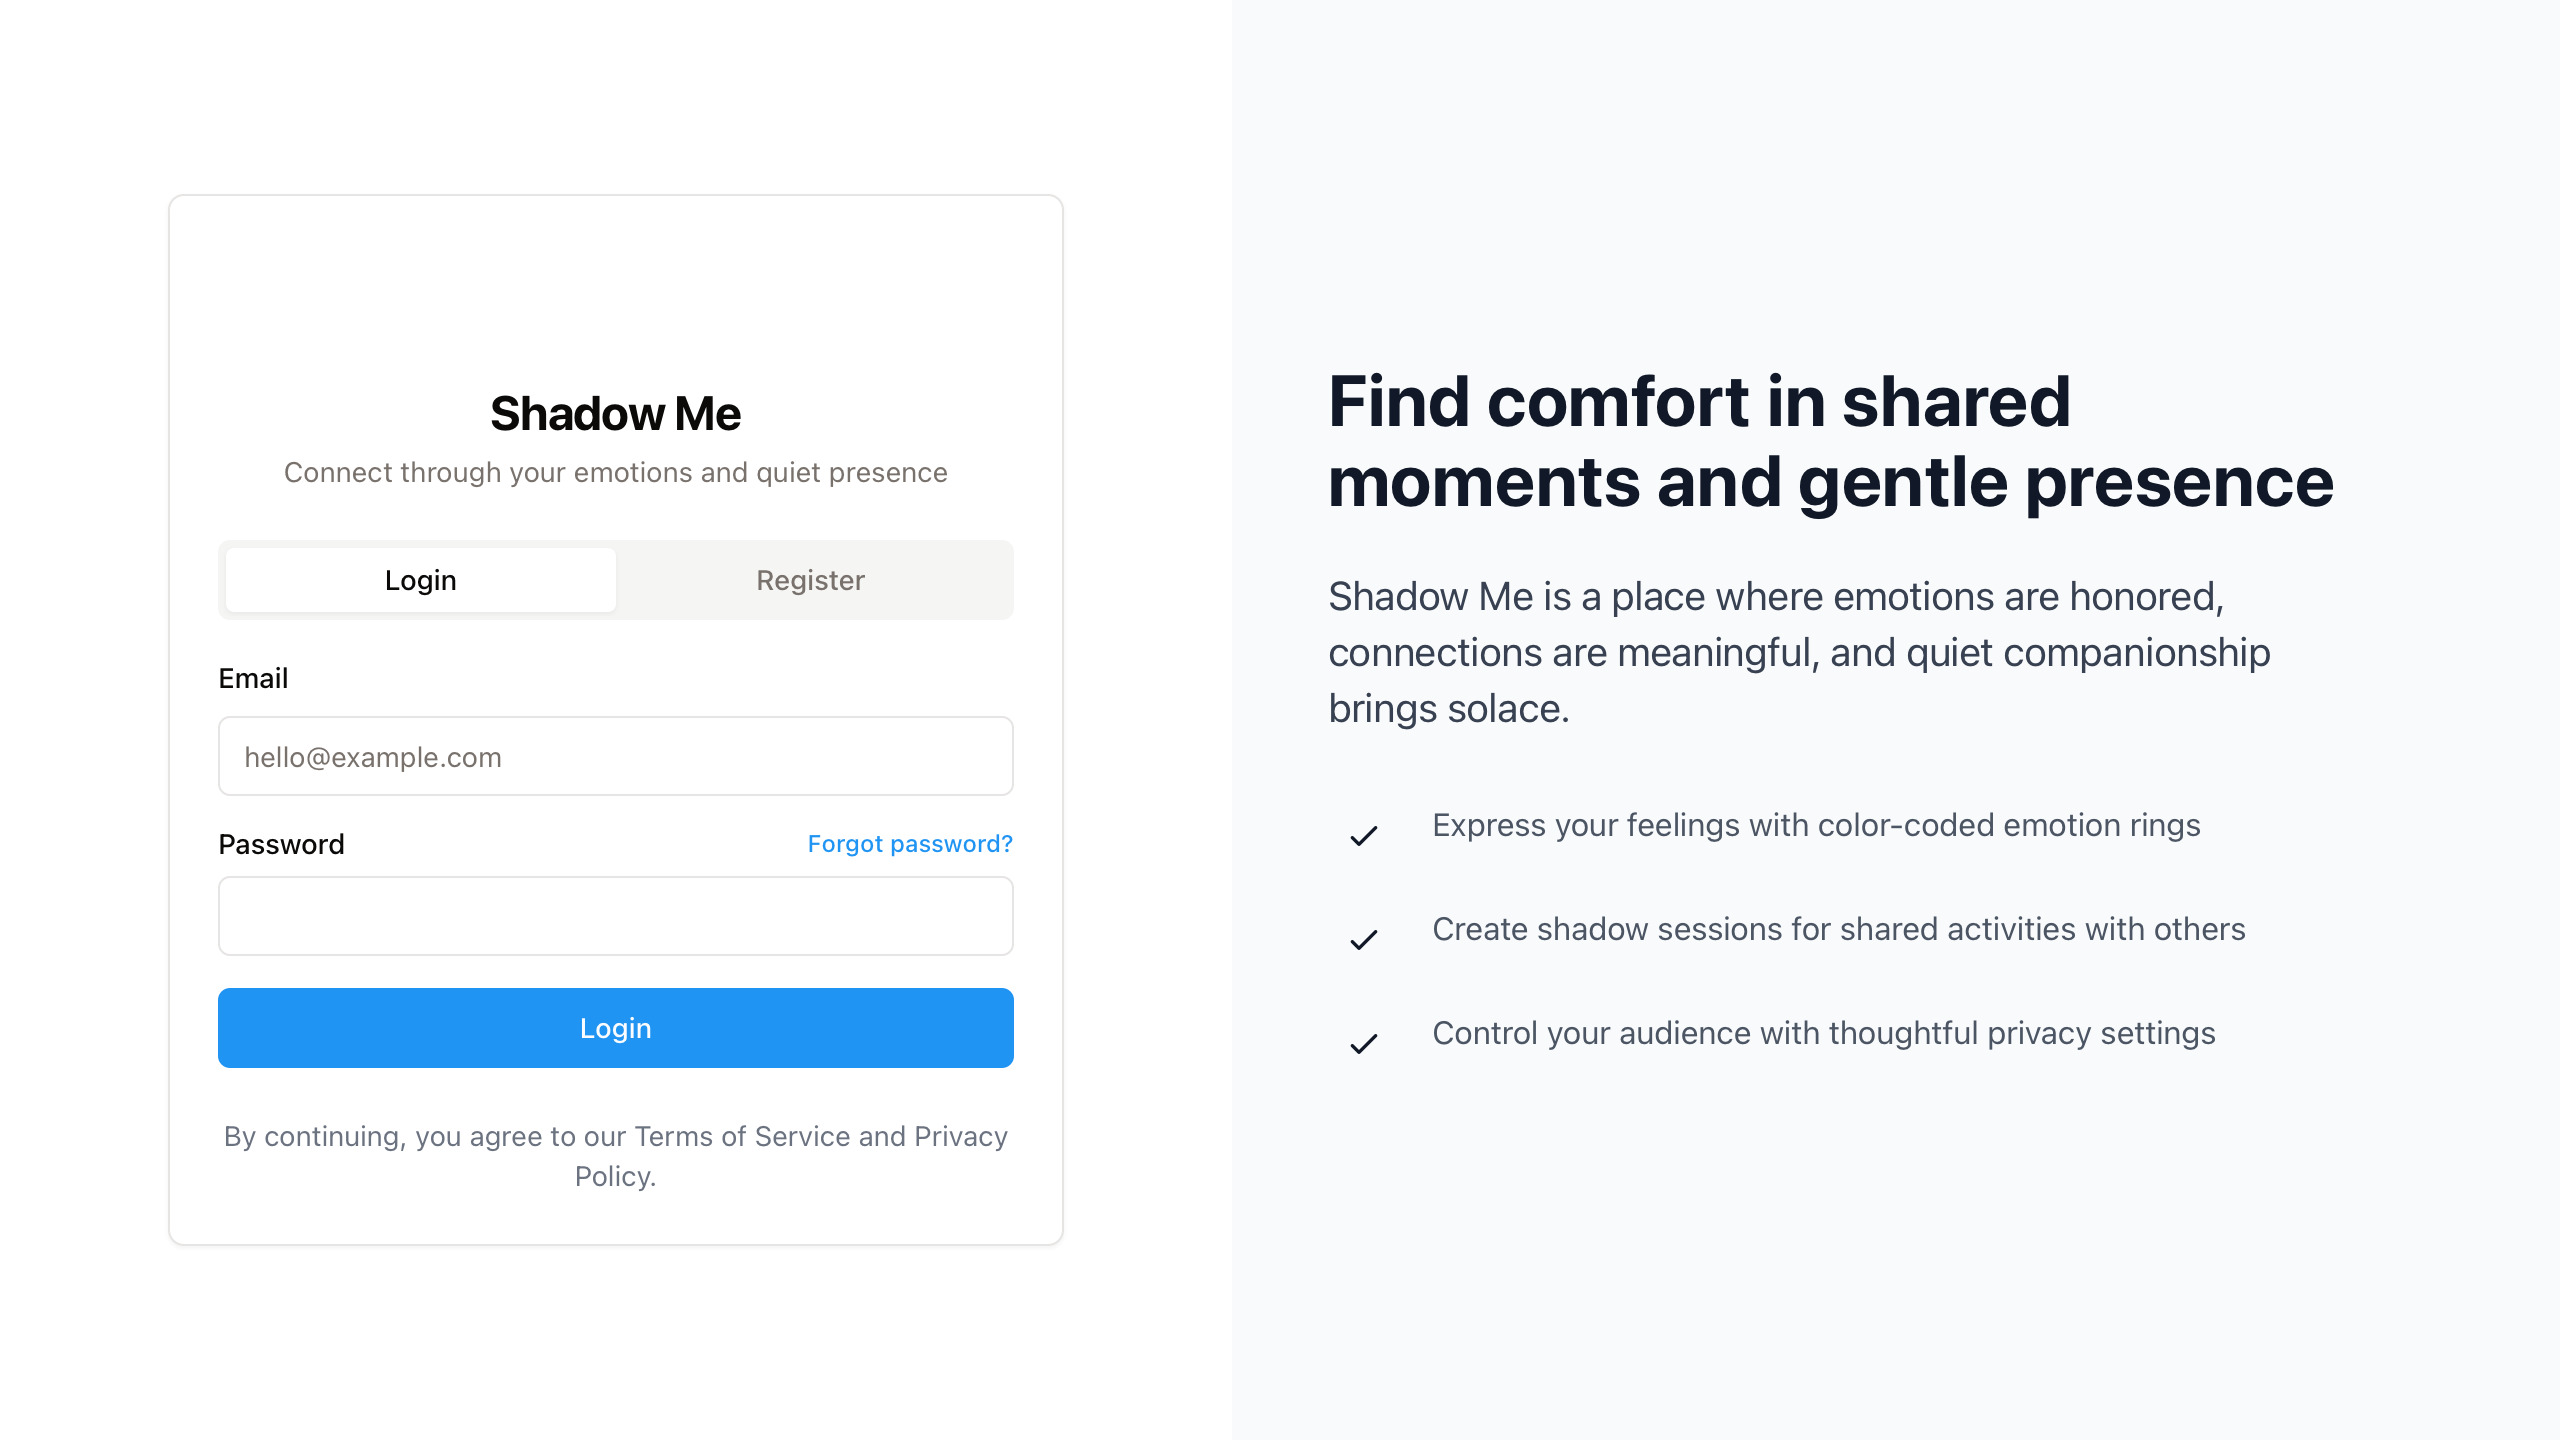 Shadow Me
Connect through your emotions and quiet presence
Login
Register
Email
hello@example.com
Password
Forgot password?
Login
By continuing, you agree to our Terms of Service and Privacy
Policy.
Find comfort in shared
moments and gentle presence
Shadow Me is a place where emotions are honored,
connections are meaningful, and quiet companionship
brings solace.
Express your feelings with color-coded emotion rings
Create shadow sessions for shared activities with others
Control your audience with thoughtful privacy settings